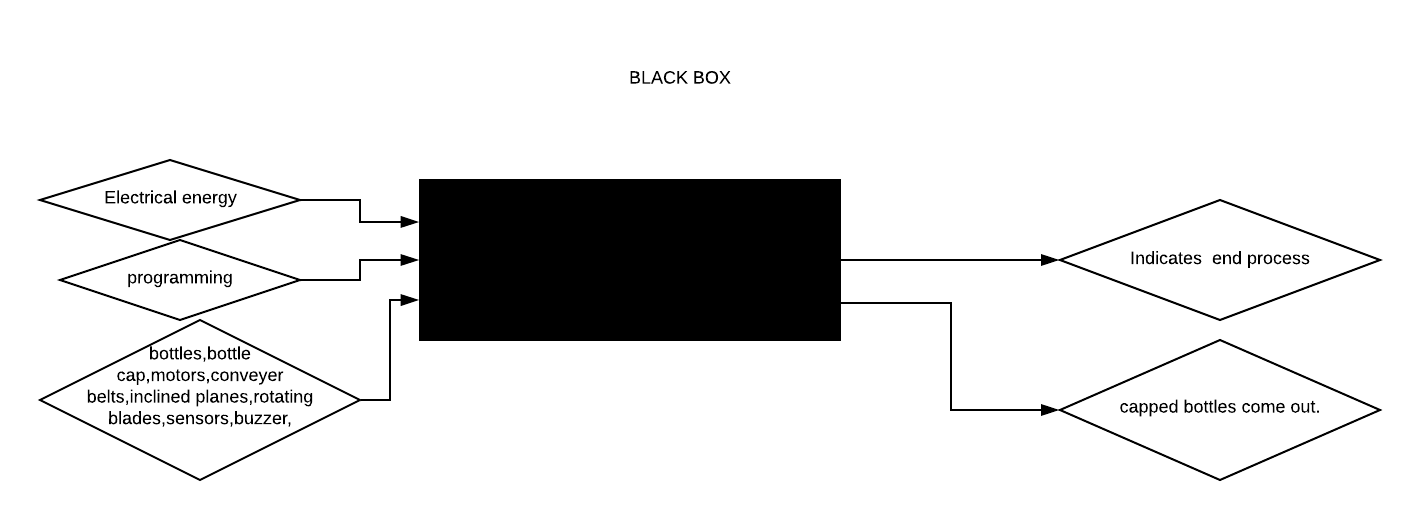 BLACK BOX
Electrical energy
programming
bottles,bottle
cap,motors,conveyer
belts,inclined planes,rotating
blades,sensors,buzzer,
Indicates  end process
capped bottles come out.